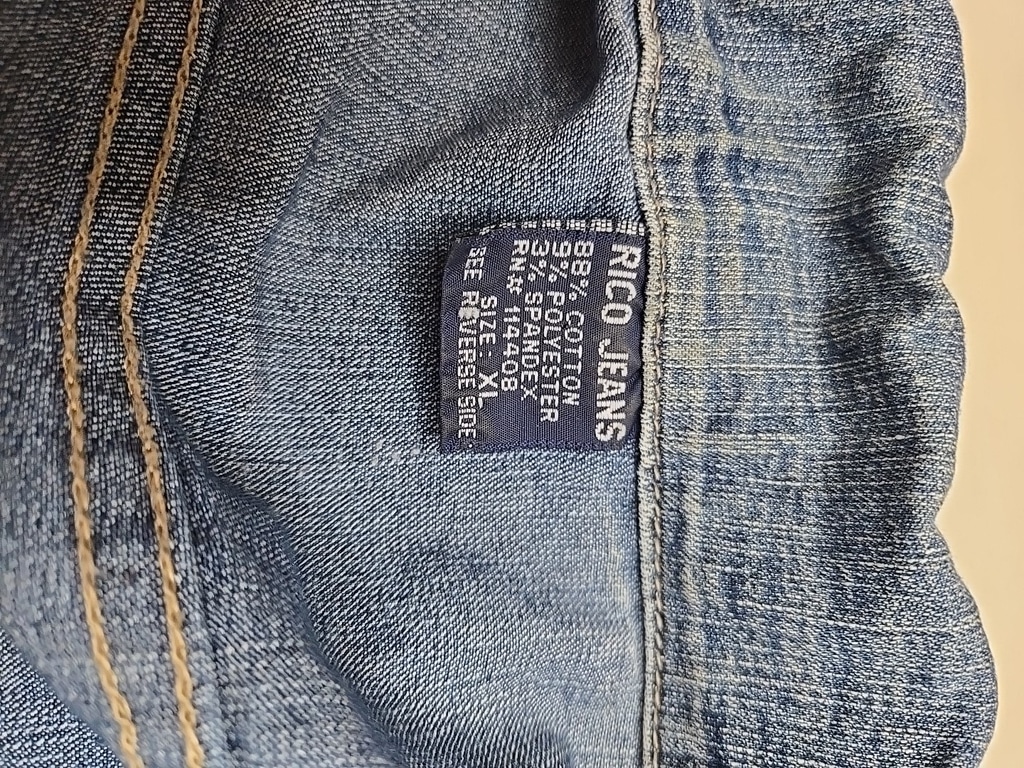 RICO JEANS
88% COTTON
9% POLYESTER
3% SPANDEX
RN# 114408
SIZE: XL
SEE REVERSE SIDE